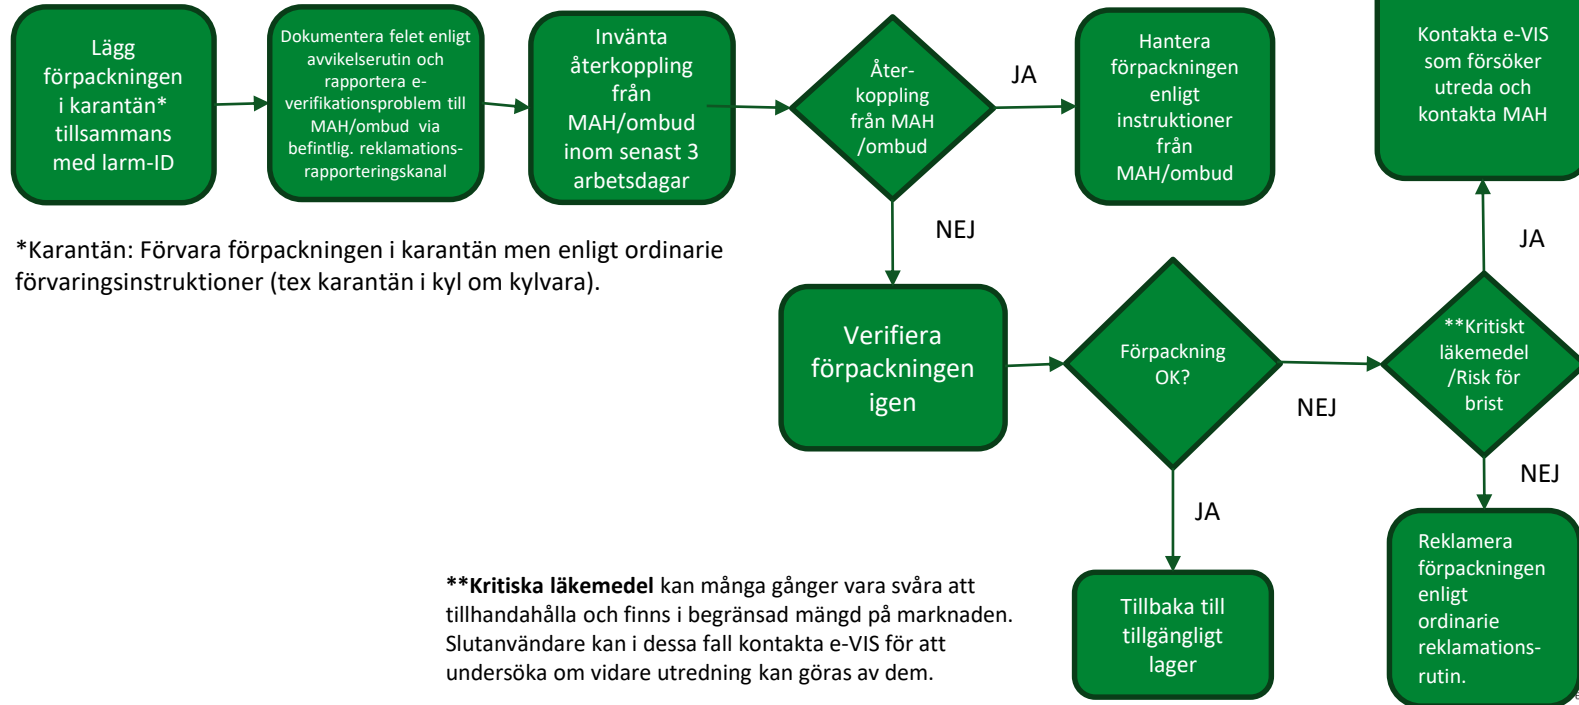 Lägg
förpackningen
i karantän*
tillsammans
med larm-ID
Dokumentera felet enligt
avvikelserutin och
rapportera e-
verifikationsproblem till
MAH/ombud via
befintlig. reklamations-
rapporteringskanal
Invänta
återkoppling
från
MAH/ombud
inom senast 3
arbetsdagar
Åter-
koppling
från MAH
/ombud
JA
Hantera
förpackningen
enligt
instruktioner
från
MAH/ombud
Kontakta e-VIS
som försöker
utreda och
kontakta MAH
NEJ
JA
*Karantän: Förvara förpackningen i karantän men enligt ordinarie
förvaringsinstruktioner (tex karantän i kyl om kylvara).
Verifiera
förpackningen
igen
Förpackning
OK?
NEJ
**Kritiskt
läkemedel
/Risk för
brist
NEJ
JA
**Kritiska läkemedel kan många gånger vara svåra att
tillhandahålla och finns i begränsad mängd på marknaden.
Slutanvändare kan i dessa fall kontakta e-VIS för att
undersöka om vidare utredning kan göras av dem.
Tillbaka till
tillgängligt
lager
Reklamera
förpackningen
enligt
ordinarie
reklamations-
rutin.